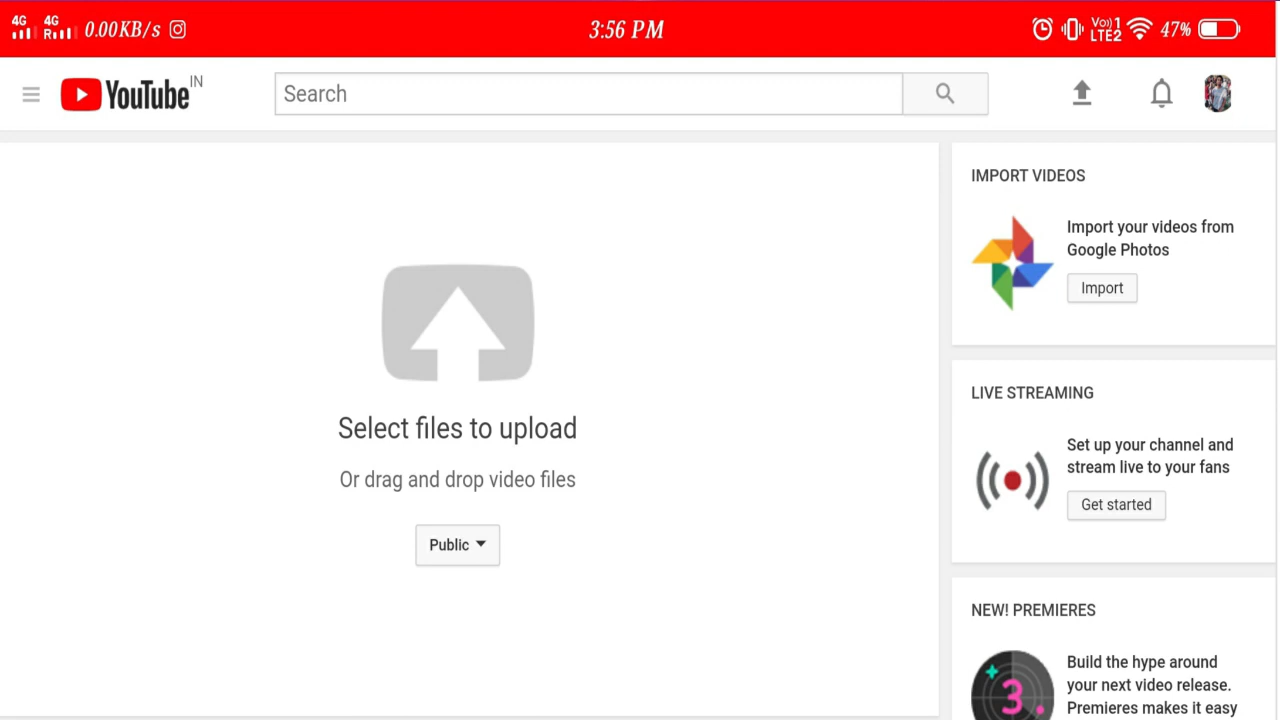 4G 4G 0.00KB/s 3:56 PM Vo)) 1 LTE2 47%
R
YouTube IN
Search
IMPORT VIDEOS
Import your videos from
Google Photos
Import
Select files to upload
Or drag and drop video files
Public
LIVE STREAMING
Set up your channel and
stream live to your fans
Get started
NEW! PREMIERES
3
Build the hype around
your next video release.
Premieres makes it easy